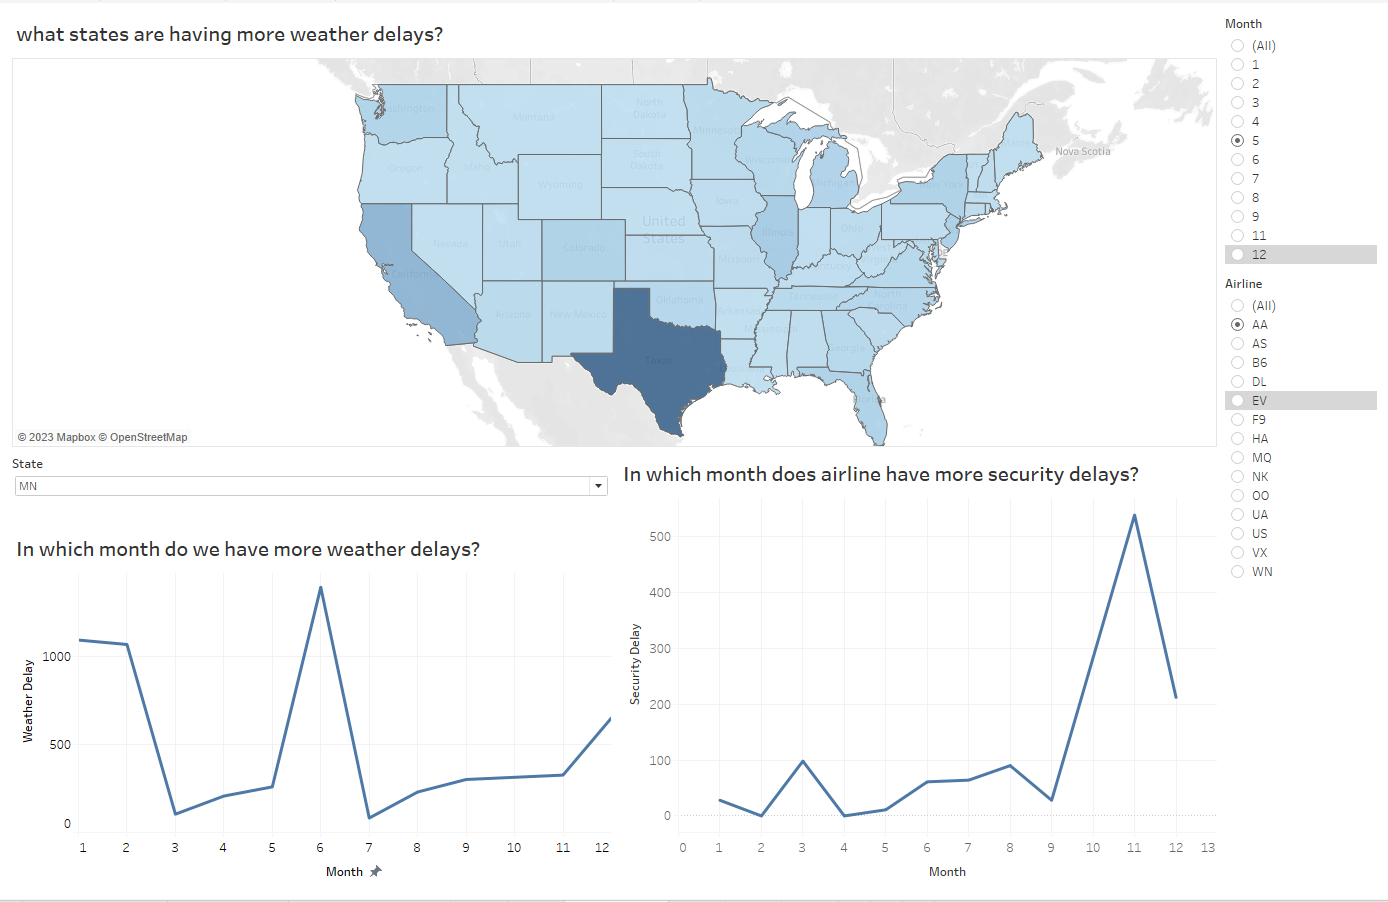 what states are having more weather delays?
Washington
Montana
North
Dakota
Minnesota
Oregon
Idaho
South
Dakota
Wisconsin
Michigan
New York
Maine
Nova Scotia
Wyoming
Iowa
United
States
Nevada
Utah
Colorado
Illinois
Ohio
California
Missouri
Kentucky
Virginia
Arizona
New Mexico
Oklahoma
Arkansas
Tennessee
North
Carolina
Mississippi
Georgia
Texas
Louisiana
Florida
© 2023 Mapbox © OpenStreetMap
Month
(All)
1
2
3
4
5
6
7
8
9
11
12
Airline
(All)
AA
AS
B6
DL
EV
F9
HA
MQ
NK
OO
UA
US
VX
WN
State
MN
In which month do we have more weather delays?
Weather Delay
1000
500
0
1 2 3 4 5 6 7 8 9 10 11 12
Month
In which month does airline have more security delays?
Security Delay
500
400
300
200
100
0
0 1 2 3 4 5 6 7 8 9 10 11 12 13
Month